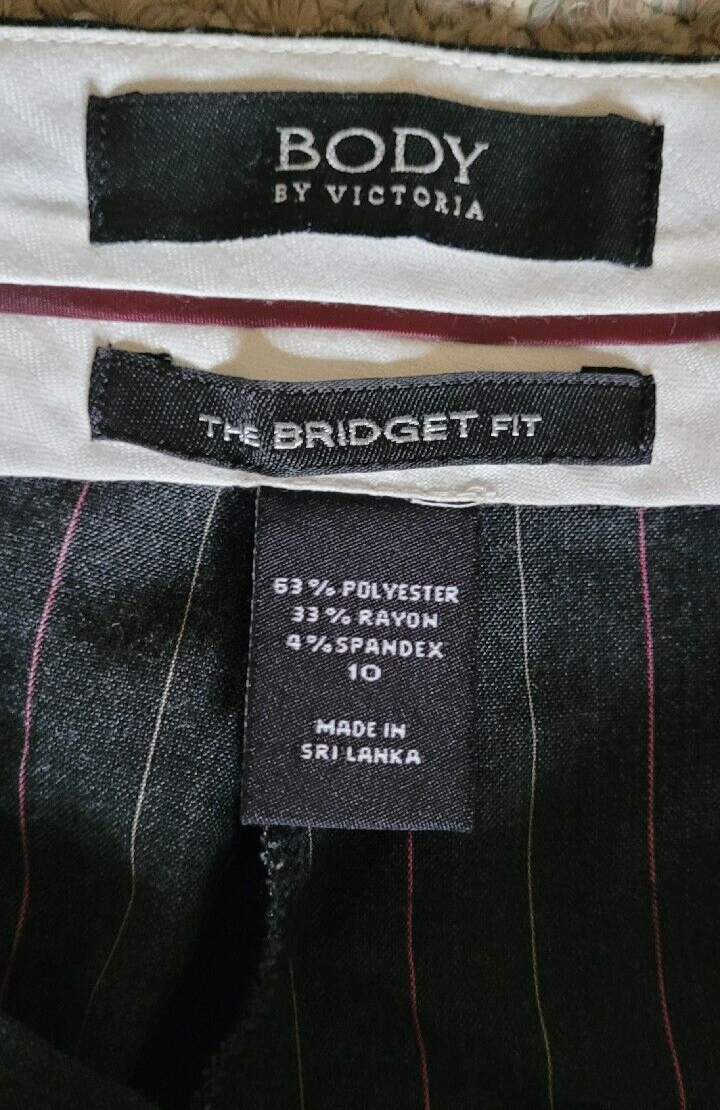 BODY
BY VICTORIA
THE BRIDGET FIT
63% POLYESTER
33% RAYON
4% SPANDEX
10
MADE IN
SRI LANKA